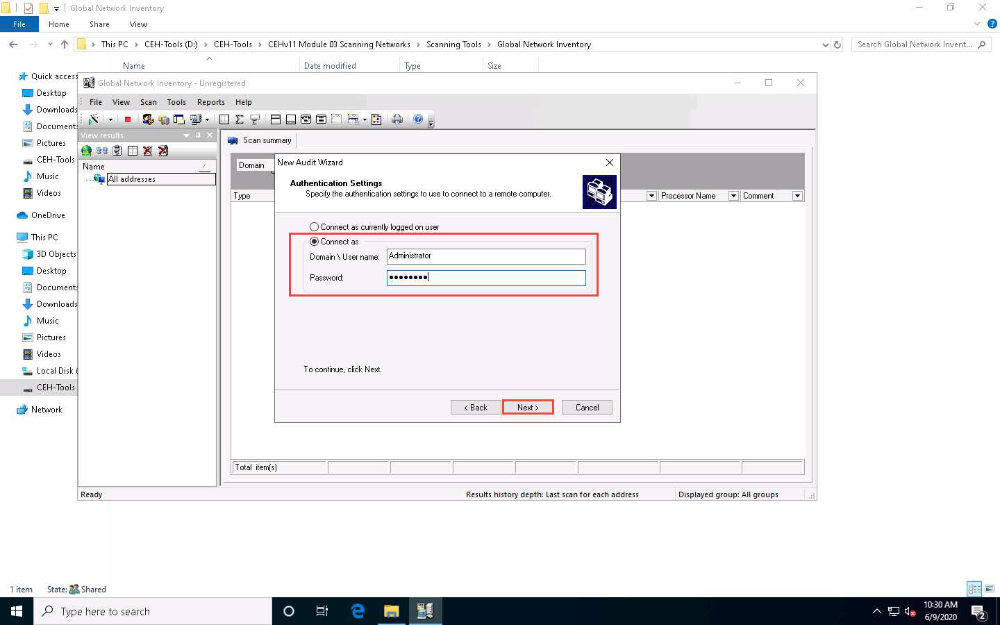 Global Network Inventory
File Home Share View
This PC > CEH-Tools (D:) > CEH-Tools > CEHv11 Module 03 Scanning Networks > Scanning Tools > Global Network Inventory
Search Global Network Invent...
Name Date modified Type Size
Quick access
Desktop
Downloads
Documents
Pictures
CEH-Tools
Music
Videos
OneDrive
This PC
3D Objects
Desktop
Documents
Downloads
Music
Pictures
Videos
Local Disk (
CEH-Tools
Network
Global Network Inventory - Unregistered
File View Scan Tools Reports Help
View results
Name /
All addresses
Scan summary
Domain
Type Processor Name Comment
New Audit Wizard
Authentication Settings
Specify the authentication settings to use to connect to a remote computer.
Connect as currently logged on user
Connect as
Domain \ User name: Administrator
Password: ●●●●●●●●
To continue, click Next.
< Back Next > Cancel
Total item(s)
Ready Results history depth: Last scan for each address Displayed group: All groups
1 item State: Shared
Type here to search
10:30 AM
6/9/2020
2